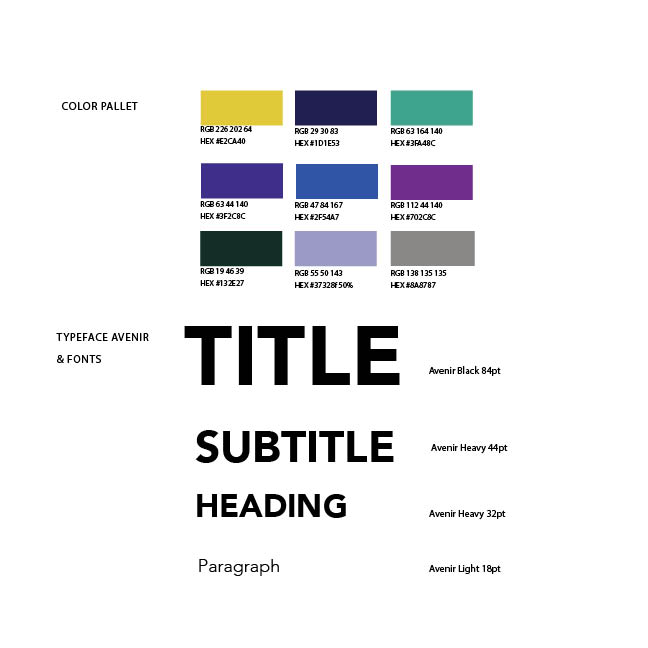 COLOR PALLET
RGB 226 202 64
HEX #E2CA40
RGB 29 30 83
HEX #1D1E53
RGB 63 164 140
HEX #3FA48C
RGB 63 44 140
HEX #3F2C8C
RGB 47 84 167
HEX #2F54A7
RGB 112 44 140
HEX #702C8C
RGB 19 46 39
HEX #132E27
RGB 55 50 143
HEX #37328f 50%
RGB 138 135 135
HEX #8A8787
TYPEFACE AVENIR
& FONTS
TITLE
Avenir Black 84pt
SUBTITLE
Avenir Heavy 44pt
HEADING
Avenir Heavy 32pt
Paragraph
Avenir Light 18pt